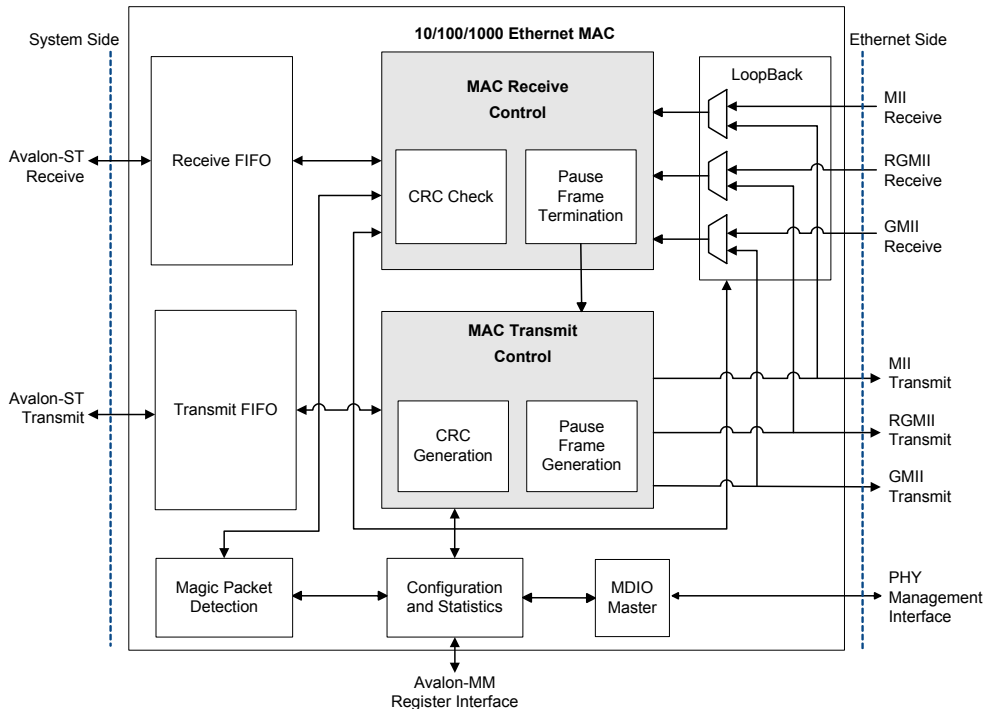 10/100/1000 Ethernet MAC
System Side
Ethernet Side
MAC Receive
Control
LoopBack
MII
Receive
Avalon-ST
Receive
Receive FIFO
CRC Check
Pause
Frame
Termination
RGMII
Receive
GMII
Receive
MAC Transmit
Control
MII
Transmit
Avalon-ST
Transmit
Transmit FIFO
CRC
Generation
Pause
Frame
Generation
RGMII
Transmit
GMII
Transmit
Magic Packet
Detection
Configuration
and Statistics
MDIO
Master
PHY
Management
Interface
Avalon-MM
Register Interface